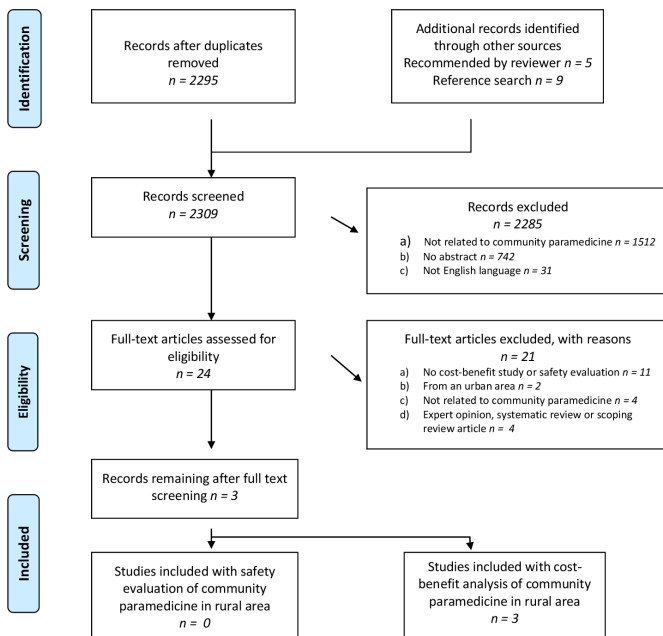 Identification
Records after duplicates
removed
n = 2295
Additional records identified
through other sources
Recommended by reviewer n = 5
Reference search n = 9
Screening
Records screened
n = 2309
Records excluded
n = 2285
a) Not related to community paramedicine n = 1512
b) No abstract n = 742
c) Not English language n = 31
Eligibility
Full-text articles assessed for
eligibility
n = 24
Full-text articles excluded, with reasons
n = 21
a) No cost-benefit study or safety evaluation n = 11
b) From an urban area n = 2
c) Not related to community paramedicine n = 4
d) Expert opinion, systematic review or scoping
review article n = 4
Included
Records remaining after full text
screening n = 3
Studies included with safety
evaluation of community
paramedicine in rural area
n = 0
Studies included with cost-
benefit analysis of community
paramedicine in rural area
n = 3